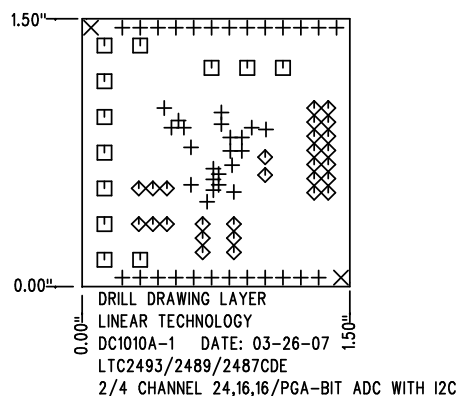 1.50"
0.00"
0.00"
1.50"
DRILL DRAWING LAYER
LINEAR TECHNOLOGY
DC1010A-1 DATE: 03-26-07
LTC2493/2489/2487CDE
2/4 CHANNEL 24,16,16/PGA-BIT ADC WITH I2C